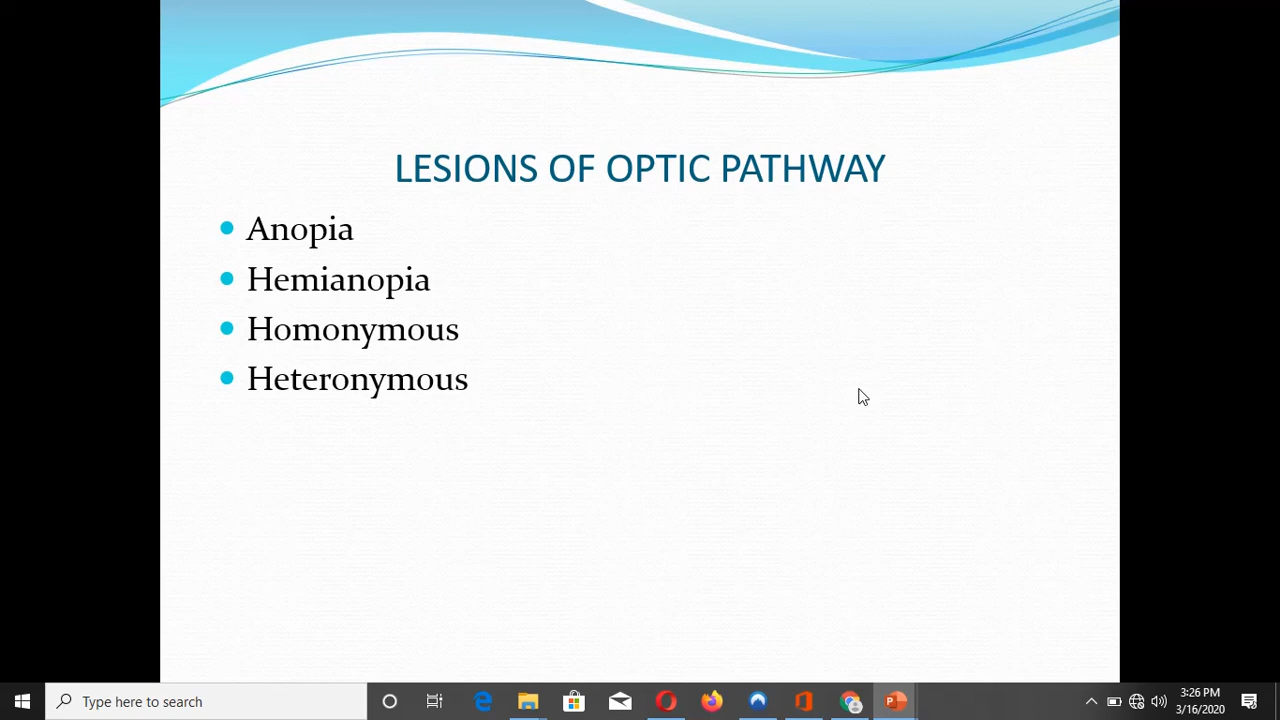 LESIONS OF OPTIC PATHWAY
Anopia
Hemianopia
Homonymous
Heteronymous
Type here to search
3:26 PM
3/16/2020